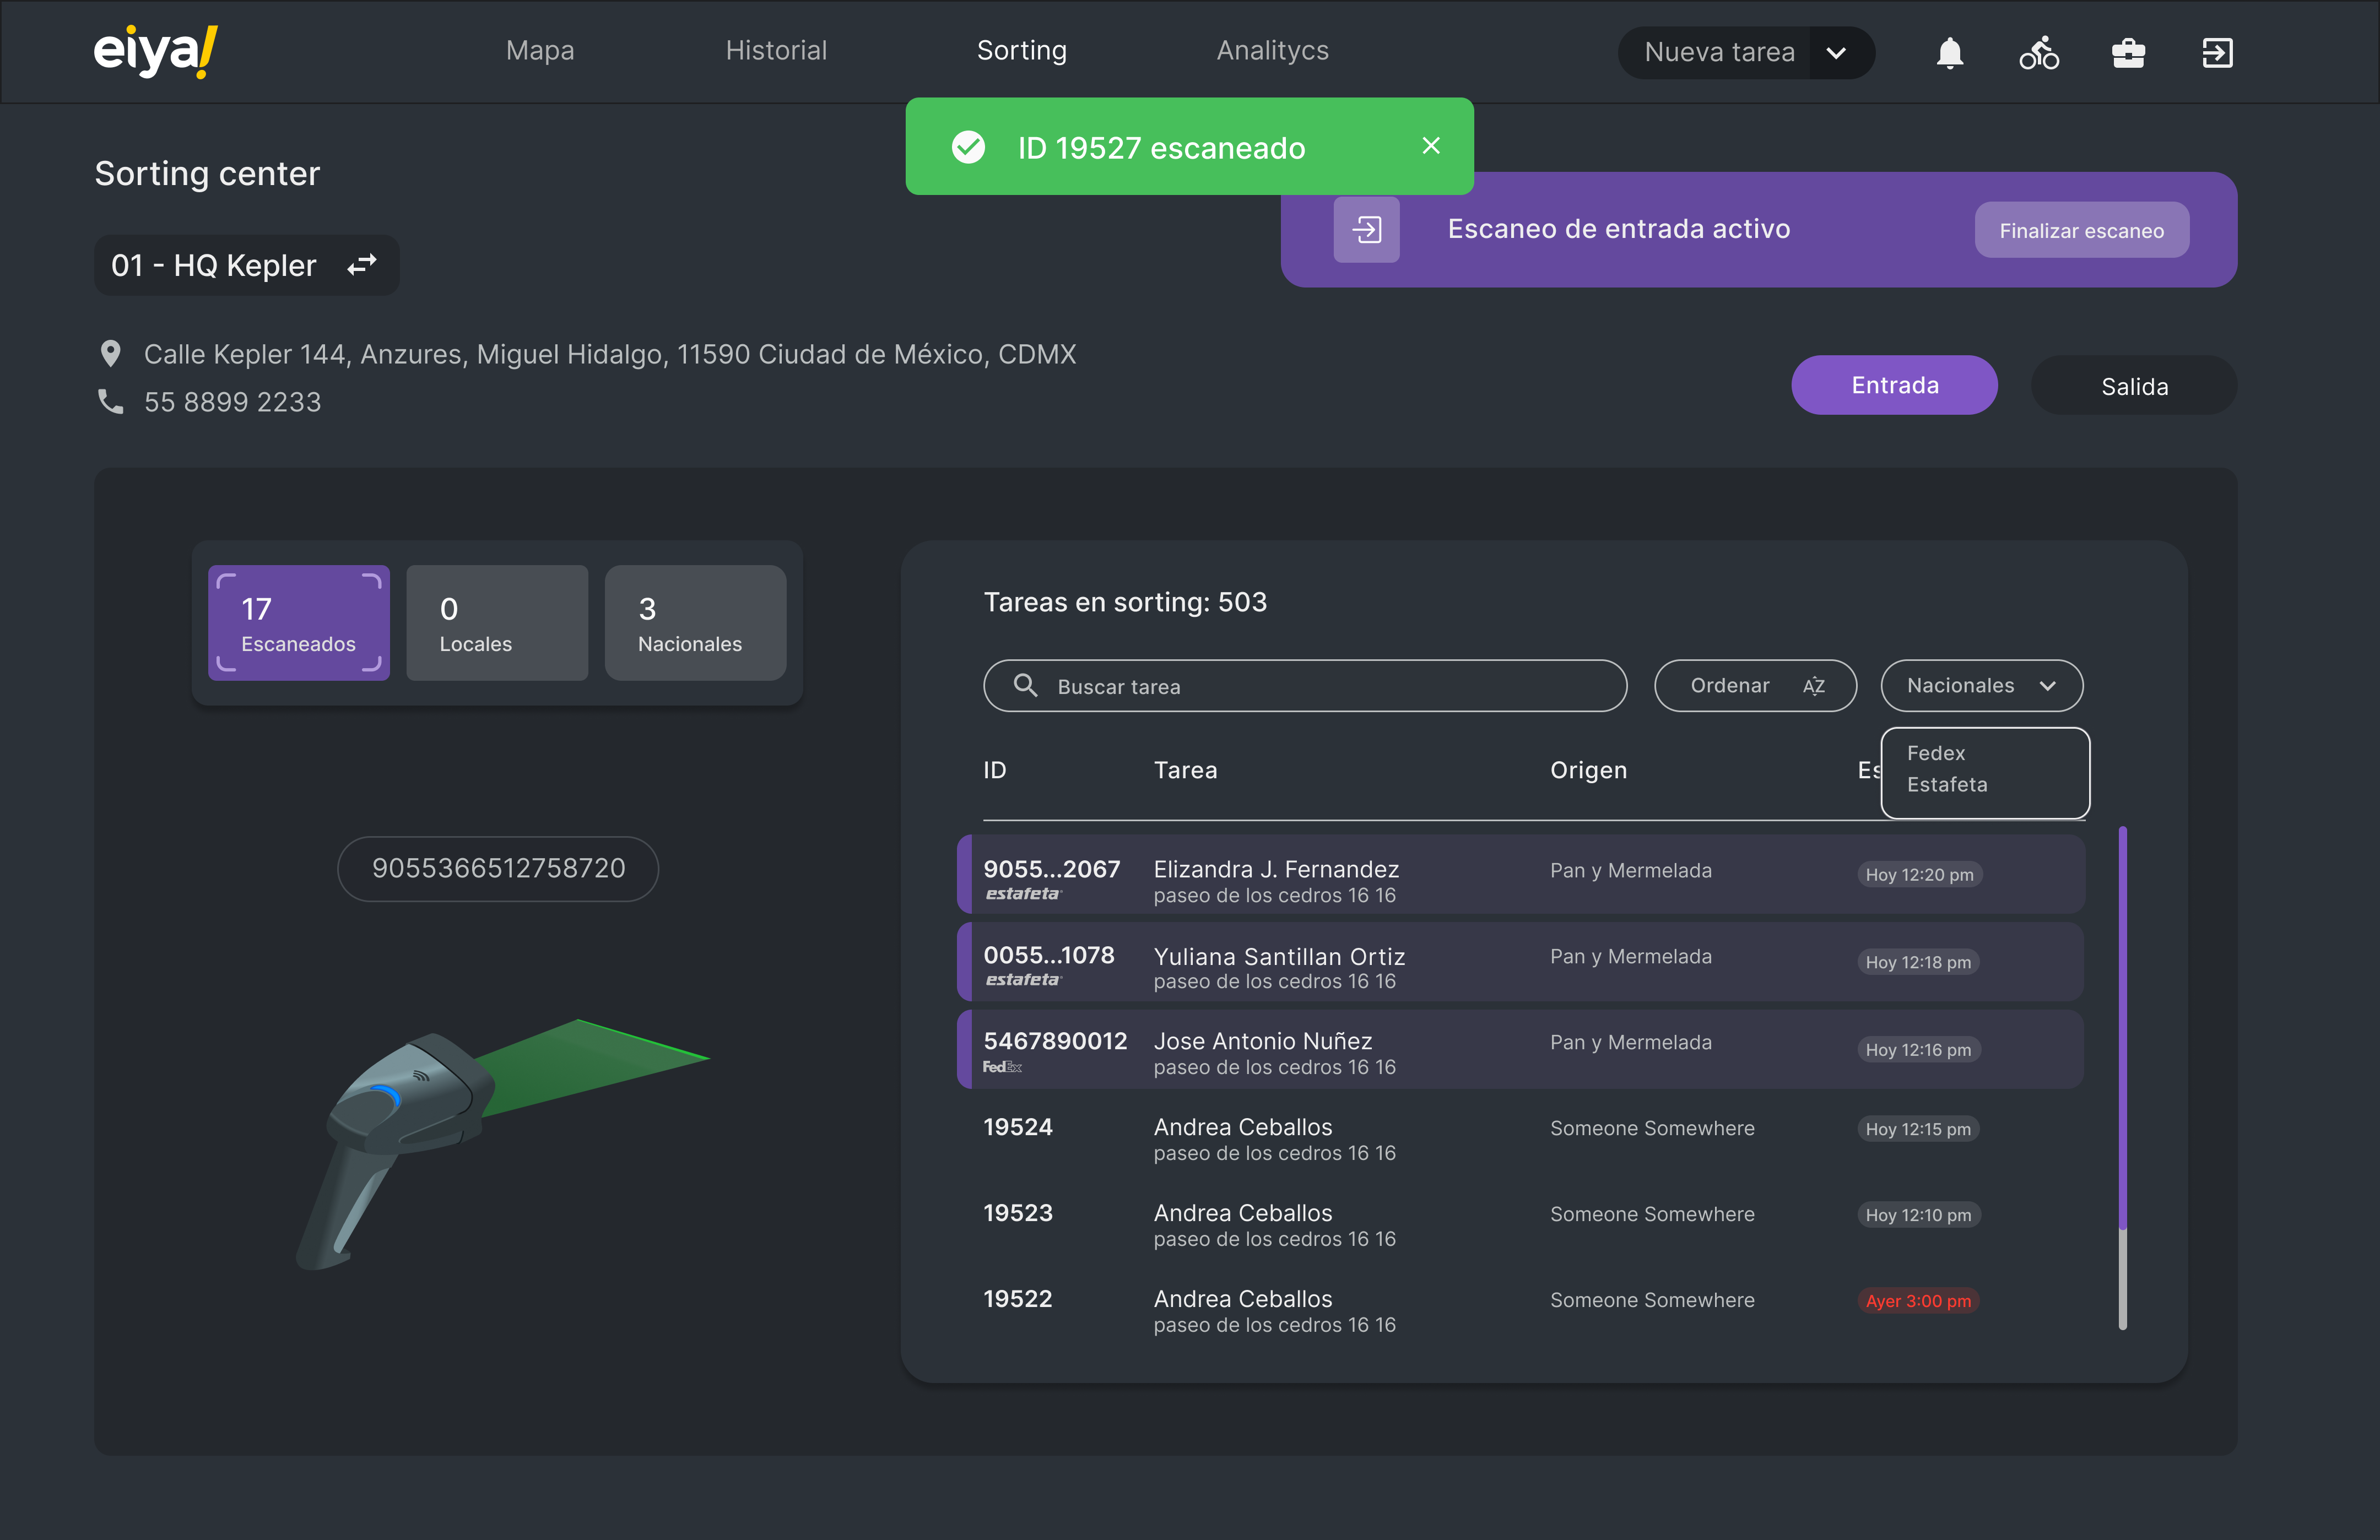 eiya!
Mapa
Historial
Sorting
Analitycs
Nueva tarea
ID 19527 escaneado
Sorting center
Escaneo de entrada activo
Finalizar escaneo
01 - HQ Kepler
Calle Kepler 144, Anzures, Miguel Hidalgo, 11590 Ciudad de México, CDMX
55 8899 2233
Entrada
Salida
17
Escaneados
0
Locales
3
Nacionales
9055366512758720
Tareas en sorting: 503
Buscar tarea
Ordenar AZ
Nacionales
Fedex
Estafeta
ID Tarea Origen Es
9055...2067 Elizandra J. Fernandez Pan y Mermelada Hoy 12:20 pm
estafeta paseo de los cedros 16 16
0055...1078 Yuliana Santillan Ortiz Pan y Mermelada Hoy 12:18 pm
estafeta paseo de los cedros 16 16
5467890012 Jose Antonio Nuñez Pan y Mermelada Hoy 12:16 pm
FedEx paseo de los cedros 16 16
19524 Andrea Ceballos Someone Somewhere Hoy 12:15 pm
paseo de los cedros 16 16
19523 Andrea Ceballos Someone Somewhere Hoy 12:10 pm
paseo de los cedros 16 16
19522 Andrea Ceballos Someone Somewhere Ayer 3:00 pm
paseo de los cedros 16 16